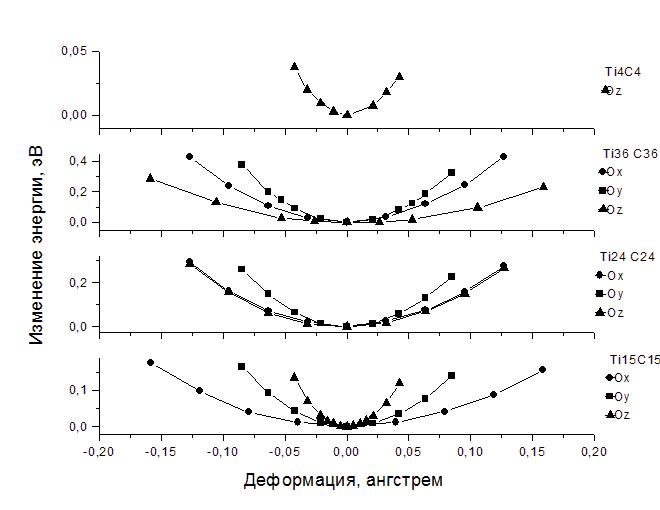 Изменение энергии, эВ
0,05
0,00
Ti4C4
Oz
0,4
0,2
0,0
Ti36 C36
Ox
Oy
Oz
0,2
0,0
Ti24 C24
Ox
Oy
Oz
0,1
0,0
Ti15C15
Ox
Oy
Oz
-0,20 -0,15 -0,10 -0,05 0,00 0,05 0,10 0,15 0,20
Деформация, ангстрем